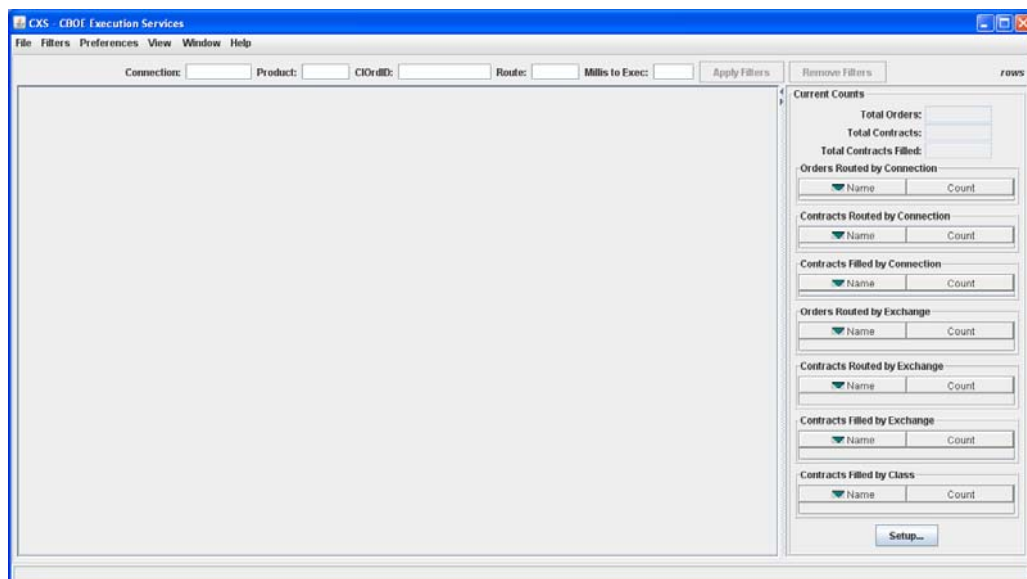 CXS - CBOE Execution Services
File Filters Preferences View Window Help
Connection: Product: ClOrdID: Route: Millis to Exec: Apply Filters Remove Filters rows
Current Counts
Total Orders:
Total Contracts:
Total Contracts Filled:
Orders Routed by Connection
Name Count
Contracts Routed by Connection
Name Count
Contracts Filled by Connection
Name Count
Orders Routed by Exchange
Name Count
Contracts Routed by Exchange
Name Count
Contracts Filled by Exchange
Name Count
Contracts Filled by Class
Name Count
Setup...